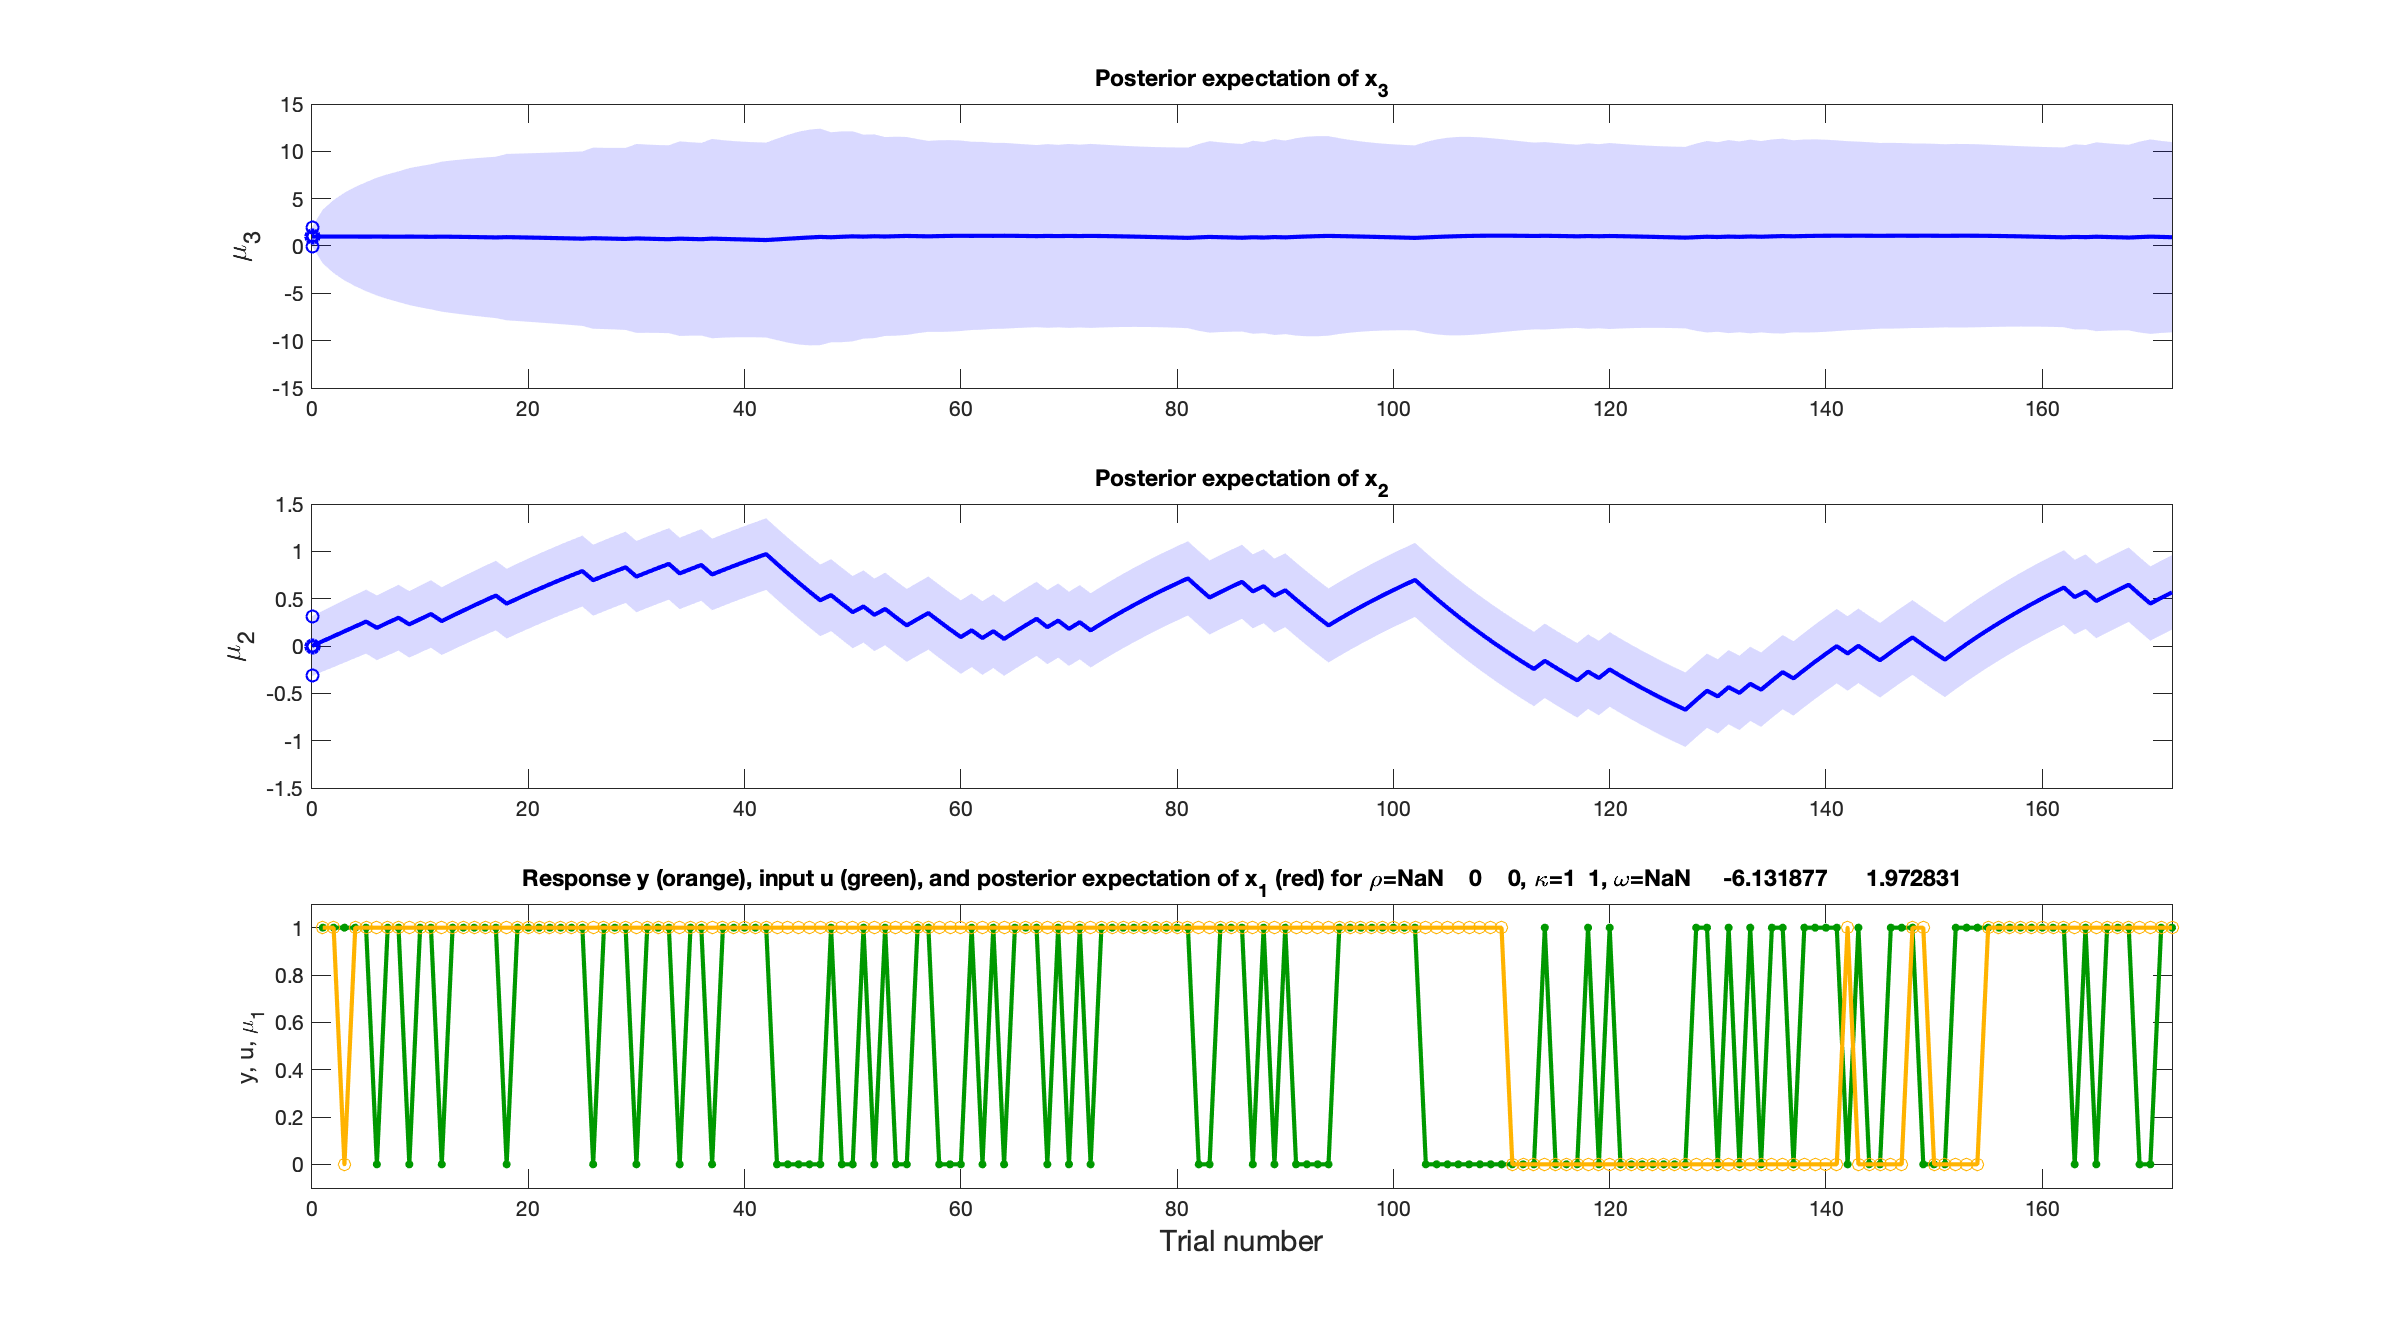 Posterior expectation of x3
15
10
5
0
-5
-10
-15
μ3
0 20 40 60 80 100 120 140 160
Posterior expectation of x2
1.5
1
0.5
0
-0.5
-1
-1.5
μ2
0 20 40 60 80 100 120 140 160
Response y (orange), input u (green), and posterior expectation of x1 (red) for ρ=NaN 0 0, κ=1 1, ω=NaN -6.131877 1.972831
1
0.8
0.6
0.4
0.2
0
y, u, μ1
0 20 40 60 80 100 120 140 160
Trial number